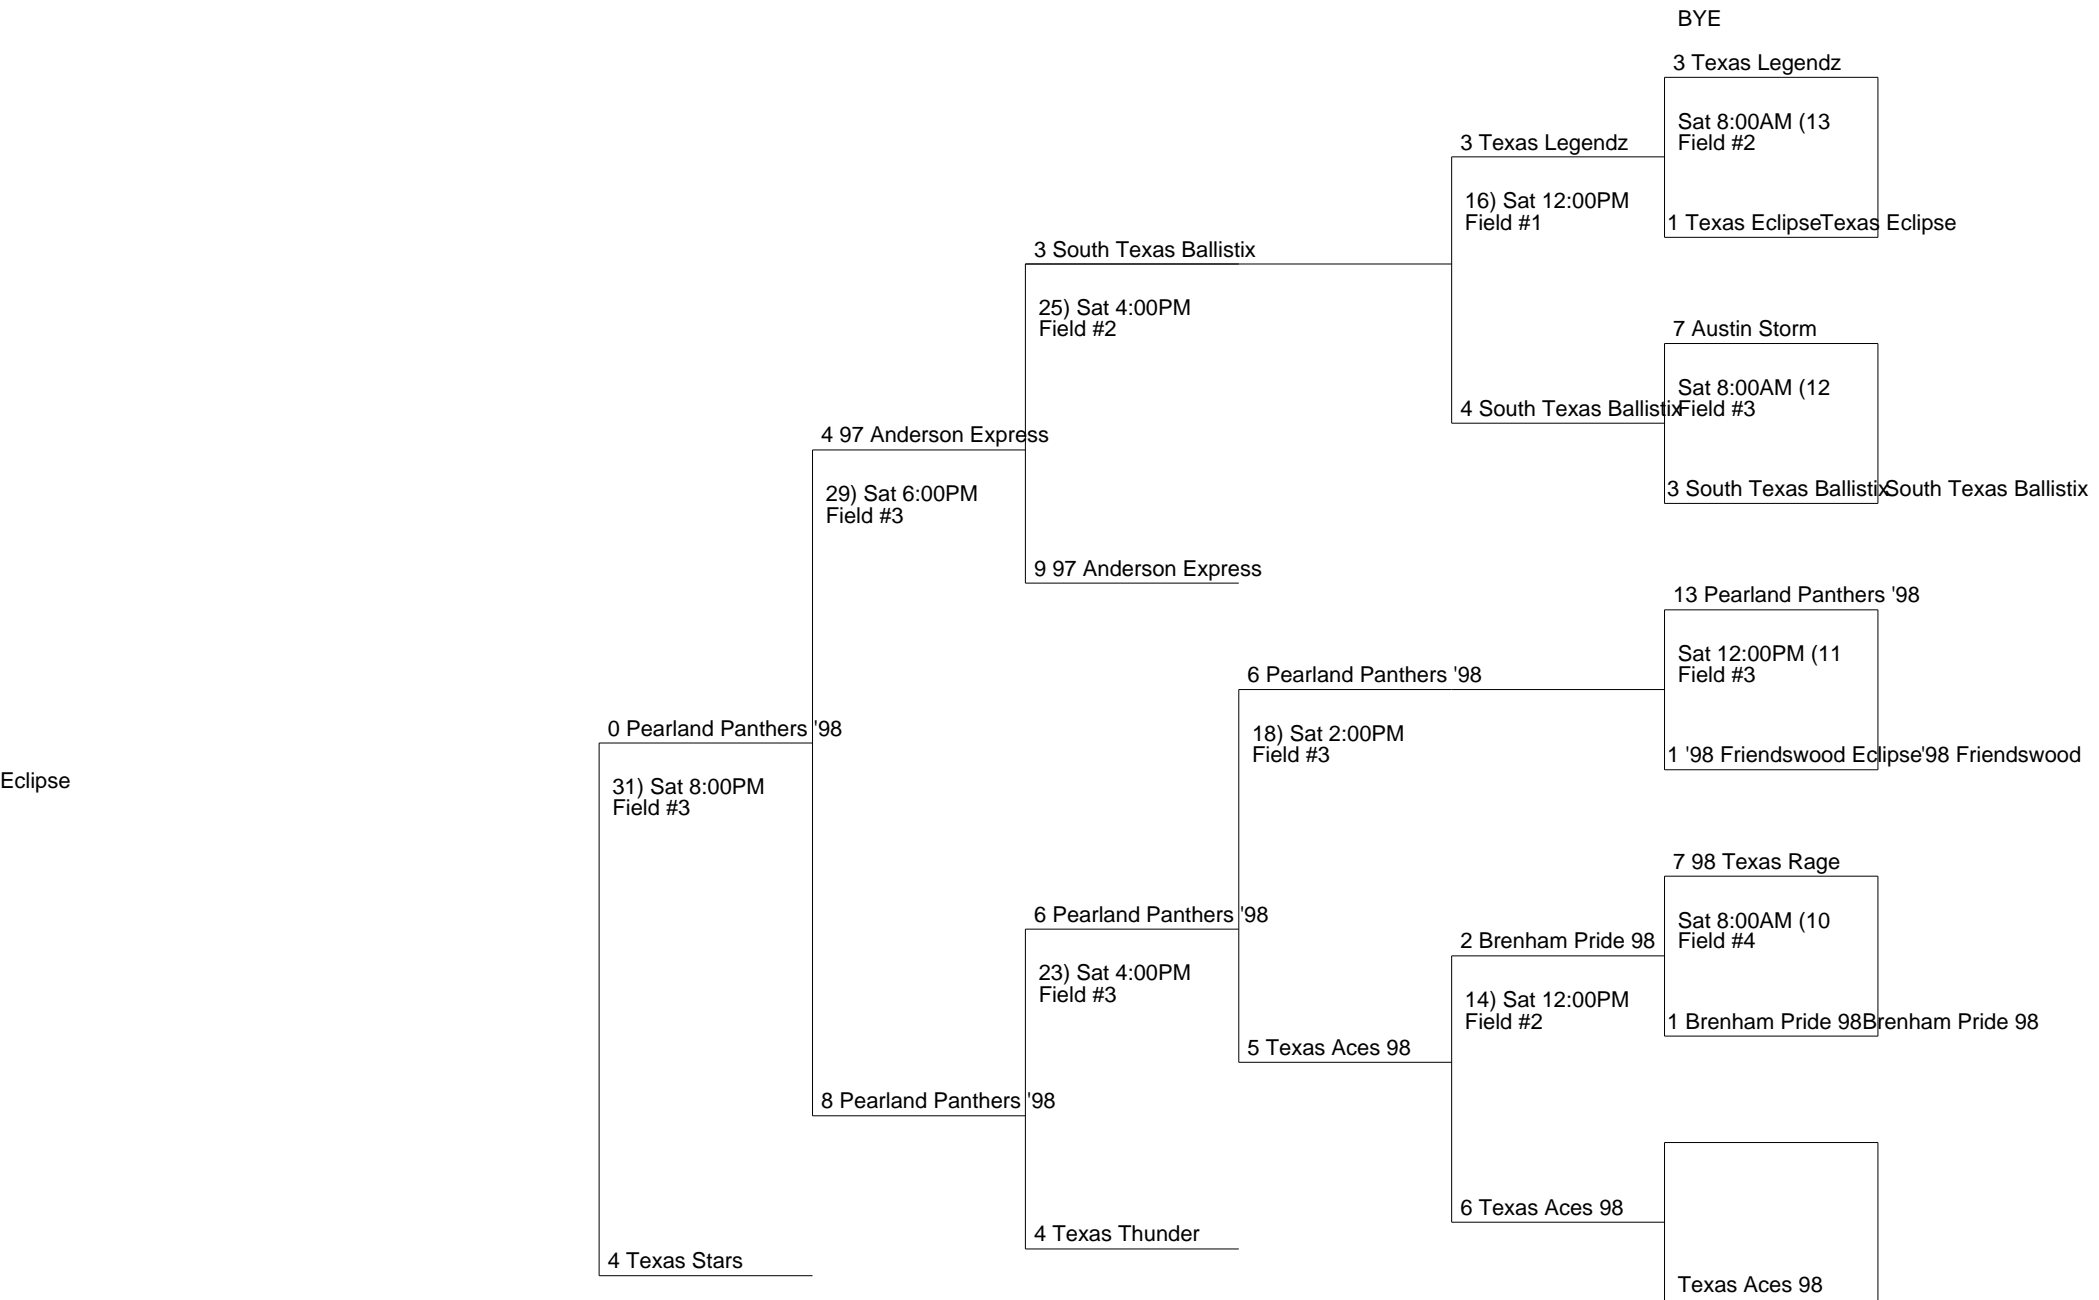 BYE
3 Texas Legendz
Sat 8:00AM (13
Field #2
3 Texas Legendz
16) Sat 12:00PM
Field #1
1 Texas EclipseTexas Eclipse
3 South Texas Ballistix
25) Sat 4:00PM
Field #2
7 Austin Storm
Sat 8:00AM (12
Field #3
4 South Texas Ballistix
4 97 Anderson Express
29) Sat 6:00PM
Field #3
3 South Texas BallistixSouth Texas Ballistix
9 97 Anderson Express
13 Pearland Panthers '98
Sat 12:00PM (11
Field #3
6 Pearland Panthers '98
18) Sat 2:00PM
Field #3
0 Pearland Panthers '98
1 '98 Friendswood Eclipse'98 Friendswood
Eclipse
31) Sat 8:00PM
Field #3
7 98 Texas Rage
Sat 8:00AM (10
Field #4
6 Pearland Panthers '98
2 Brenham Pride 98
23) Sat 4:00PM
Field #3
14) Sat 12:00PM
Field #2
1 Brenham Pride 98Brenham Pride 98
5 Texas Aces 98
8 Pearland Panthers '98
6 Texas Aces 98
4 Texas Thunder
4 Texas Stars
Texas Aces 98